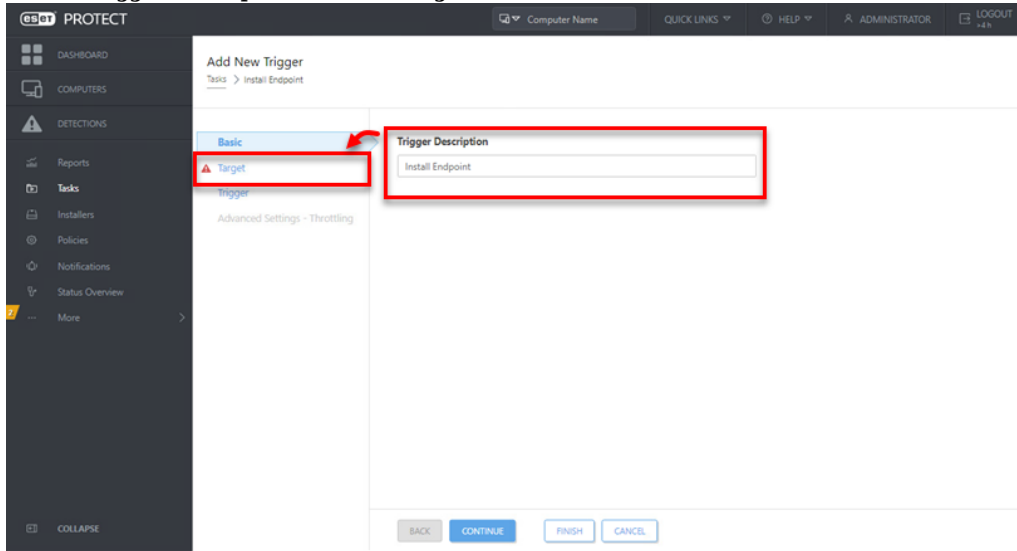 eset PROTECT
Computer Name
QUICK LINKS
HELP
ADMINISTRATOR
LOGOUT
>4 h
DASHBOARD
COMPUTERS
DETECTIONS
Reports
Tasks
Installers
Policies
Notifications
Status Overview
More
COLLAPSE
Add New Trigger
Tasks > Install Endpoint
Basic
Target
Trigger
Advanced Settings - Throttling
Trigger Description
Install Endpoint
BACK CONTINUE FINISH CANCEL